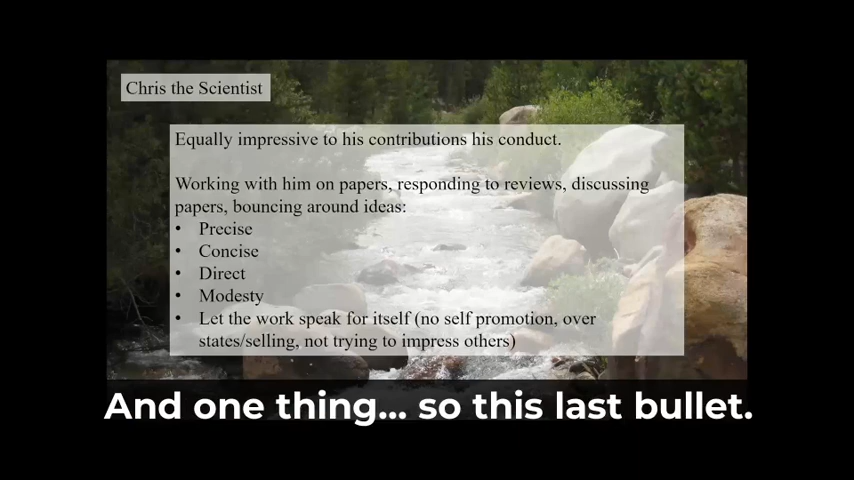 Chris the Scientist
Equally impressive to his contributions his conduct.
Working with him on papers, responding to reviews, discussing
papers, bouncing around ideas:
• Precise
• Concise
• Direct
• Modesty
• Let the work speak for itself (no self promotion, over
states/selling, not trying to impress others)
And one thing... so this last bullet.